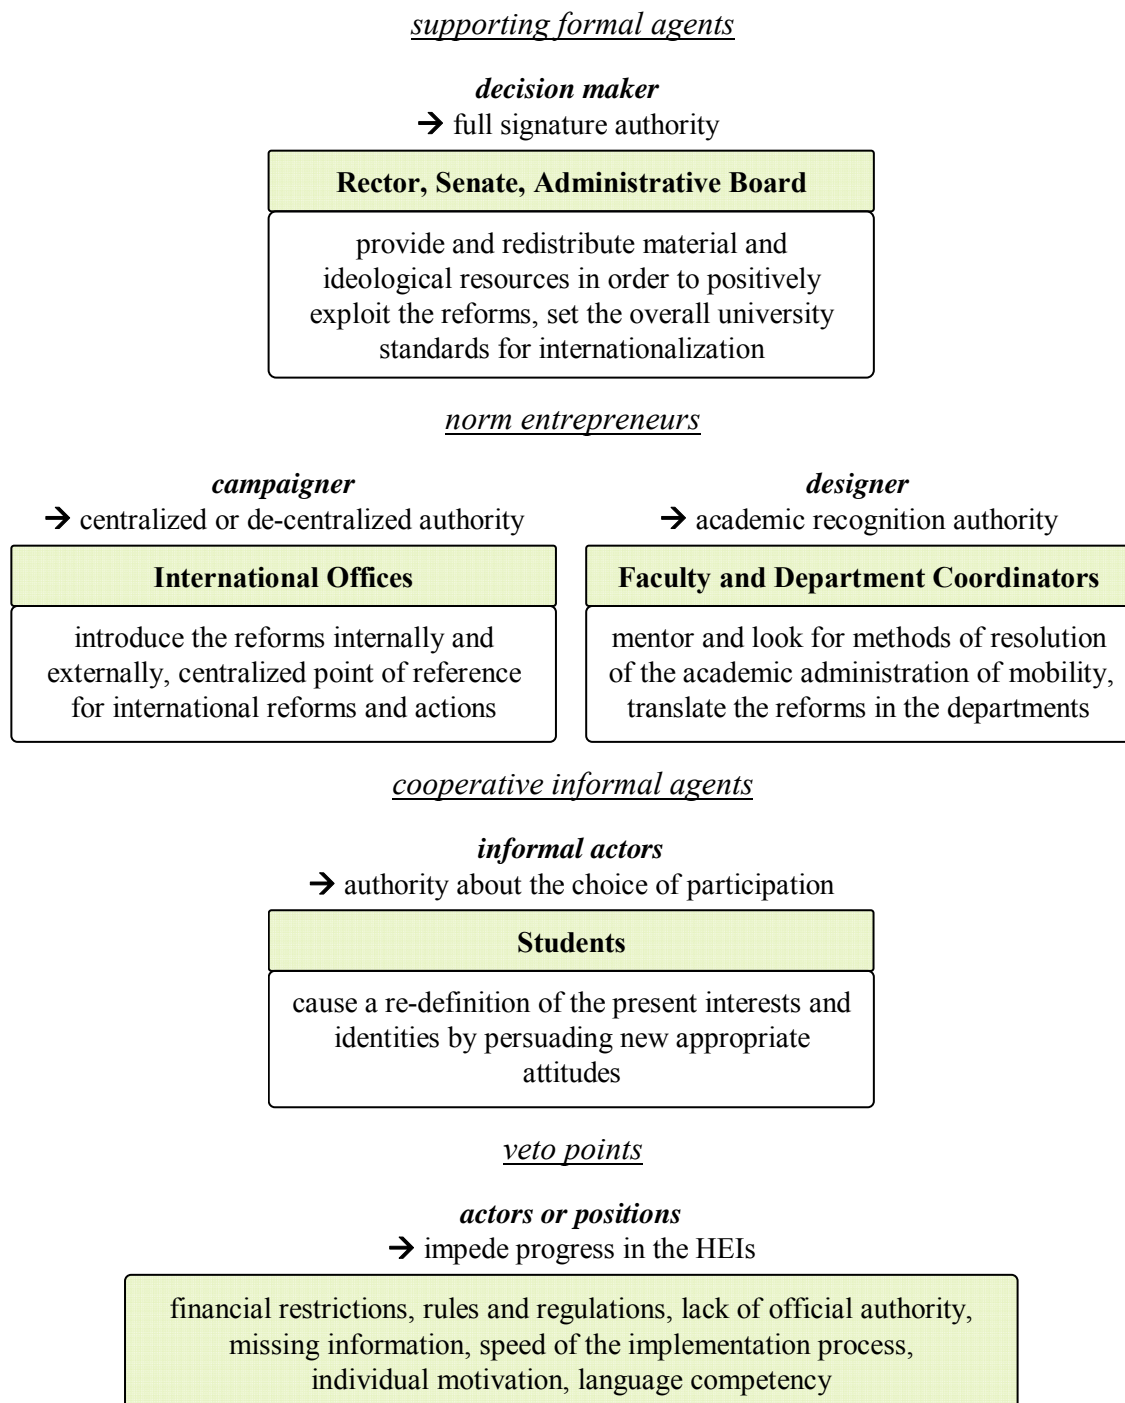 supporting formal agents
decision maker
→ full signature authority
Rector, Senate, Administrative Board
provide and redistribute material and
ideological resources in order to positively
exploit the reforms, set the overall university
standards for internationalization
norm entrepreneurs
campaigner
→ centralized or de-centralized authority
International Offices
introduce the reforms internally and
externally, centralized point of reference
for international reforms and actions
designer
→ academic recognition authority
Faculty and Department Coordinators
mentor and look for methods of resolution
of the academic administration of mobility,
translate the reforms in the departments
cooperative informal agents
informal actors
→ authority about the choice of participation
Students
cause a re-definition of the present interests and
identities by persuading new appropriate
attitudes
veto points
actors or positions
→ impede progress in the HEIs
financial restrictions, rules and regulations, lack of official authority,
missing information, speed of the implementation process,
individual motivation, language competency